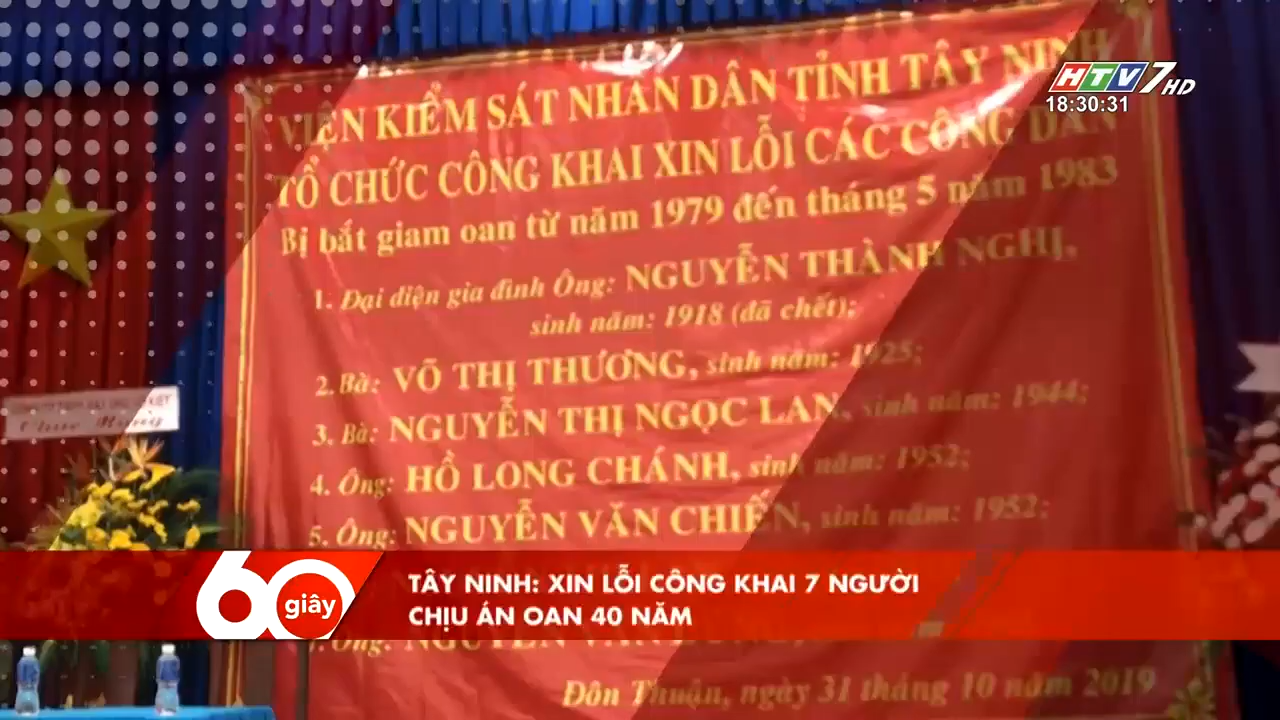 HTV7 HD
18:30:31
VIỆN KIỂM SÁT NHÂN DÂN TỈNH TÂY NINH
TỔ CHỨC CÔNG KHAI XIN LỖI CÁC CÔNG DÂN
Bị bắt giam oan từ năm 1979 đến tháng 5 năm 1983
1. Đại diện gia đình Ông: NGUYỄN THÀNH NGHỊ,
sinh năm: 1918 (đã chết);
2. Bà: VÕ THỊ THƯƠNG, sinh năm: 1925;
3. Bà: NGUYỄN THỊ NGỌC LAN, sinh năm: 1944;
4. Ông: HỒ LONG CHÁNH, sinh năm: 1952;
5. Ông: NGUYỄN VĂN CHIẾN, sinh năm: 1952;
60 giây
TÂY NINH: XIN LỖI CÔNG KHAI 7 NGƯỜI
CHỊU ÁN OAN 40 NĂM
Ông: NGUYỄN
Đôn Thuận, ngày 31 tháng 10 năm 2019